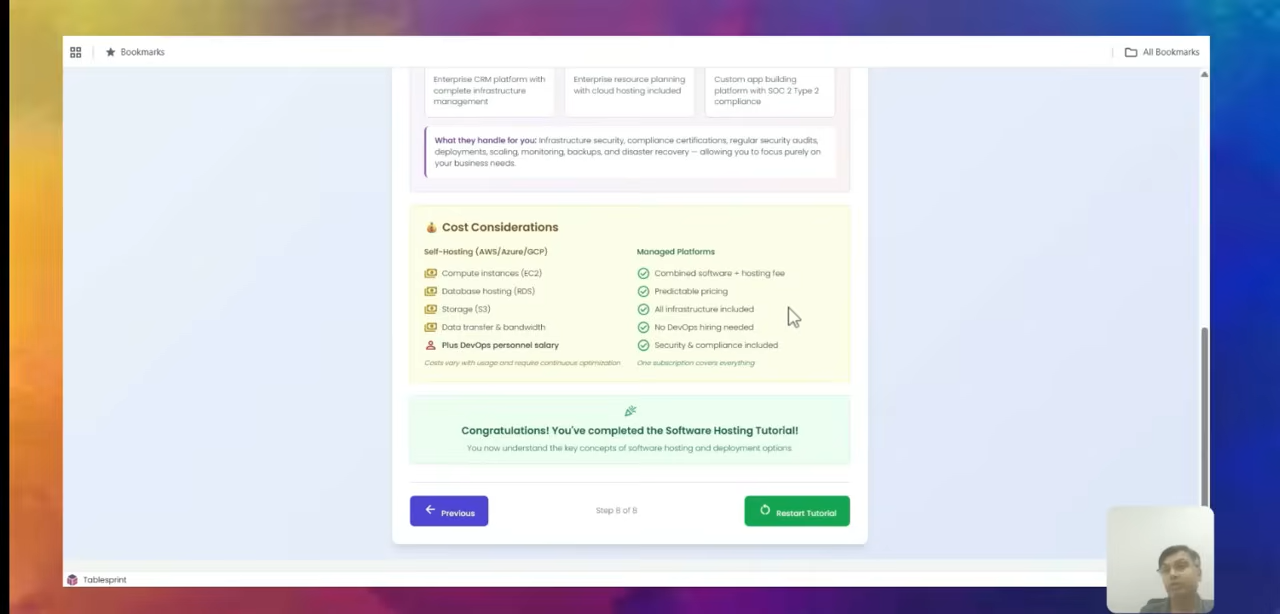 Bookmarks
All Bookmarks
Enterprise CRM platform with
complete infrastructure
management
Enterprise resource planning
with cloud hosting included
Custom app building
platform with SOC 2 Type 2
compliance
What they handle for you: Infrastructure security, compliance certifications, regular security audits,
deployments, scaling, monitoring, backups, and disaster recovery — allowing you to focus purely on
your business needs.
Cost Considerations
Self-Hosting (AWS/Azure/GCP)
Compute instances (EC2)
Database hosting (RDS)
Storage (S3)
Data transfer & bandwidth
Plus DevOps personnel salary
Costs vary with usage and require continuous optimization
Managed Platforms
Combined software + hosting fee
Predictable pricing
All infrastructure included
No DevOps hiring needed
Security & compliance included
One subscription covers everything
Congratulations! You've completed the Software Hosting Tutorial!
You now understand the key concepts of software hosting and deployment options
Previous
Step 8 of 8
Restart Tutorial
Tablesprint